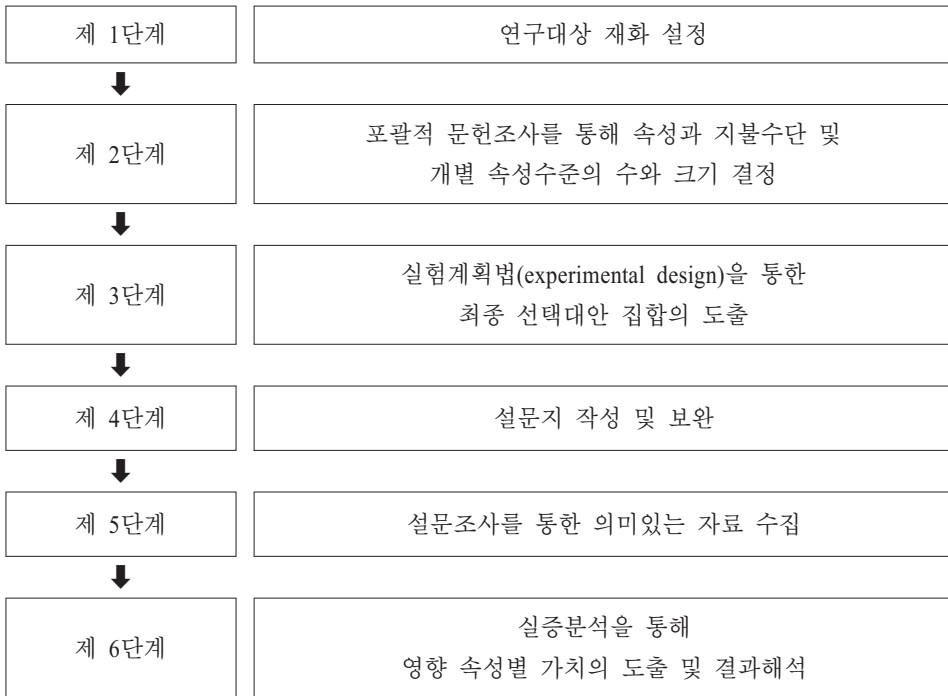 제 1단계
연구대상 재화 설정
제 2단계
포괄적 문헌조사를 통해 속성과 지불수단 및
개별 속성수준의 수와 크기 결정
제 3단계
실험계획법(experimental design)을 통한
최종 선택대안 집합의 도출
제 4단계
설문지 작성 및 보완
제 5단계
설문조사를 통한 의미있는 자료 수집
제 6단계
실증분석을 통해
영향 속성별 가치의 도출 및 결과해석